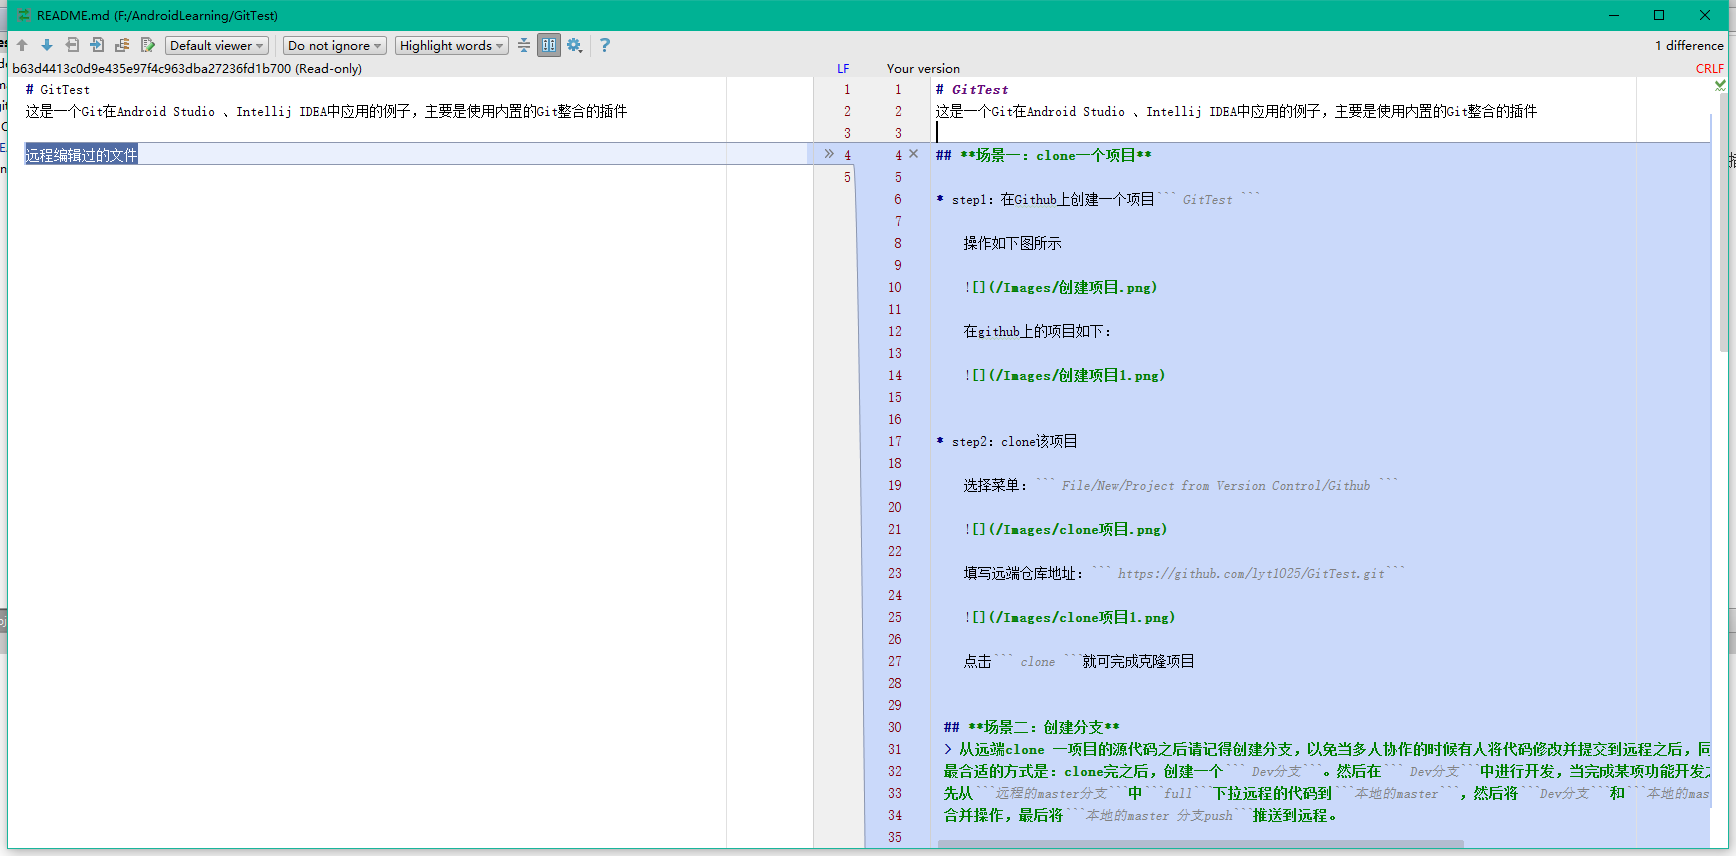 README.md (F:/AndroidLearning/GitTest)
Default viewer
Do not ignore
Highlight words
?
1 difference
b63d4413c0d9e435e97f4c963dba27236fd1b700 (Read-only)
LF
Your version
CRLF
# GitTest
这是一个Git在Android Studio 、Intellij IDEA中应用的例子，主要是使用内置的Git整合的插件
远程编辑过的文件
1
2
3
4
5
1 # GitTest
2 这是一个Git在Android Studio 、Intellij IDEA中应用的例子，主要是使用内置的Git整合的插件
3
4 ## **场景一：clone一个项目**
5
6 * step1：在Github上创建一个项目``` GitTest ```
7
8 操作如下图所示
9
10 ![](/Images/创建项目.png)
11
12 在github上的项目如下：
13
14 ![](/Images/创建项目1.png)
15
16
17 * step2：clone该项目
18
19 选择菜单：``` File/New/Project from Version Control/Github ```
20
21 ![](/Images/clone项目.png)
22
23 填写远端仓库地址：``` https://github.com/lyt1025/GitTest.git```
24
25 ![](/Images/clone项目1.png)
26
27 点击``` clone ```就可完成克隆项目
28
29
30 ## **场景二：创建分支**
31 > 从远端clone 一项目的源代码之后请记得创建分支，以免当多人协作的时候有人将代码修改并提交到远程之后，同
32 最合适的方式是：clone完之后，创建一个``` Dev分支```。然后在``` Dev分支```中进行开发，当完成某项功能开发
33 先从```远程的master分支```中```full```下拉远程的代码到```本地的master```，然后将```Dev分支```和```本地的mas
34 合并操作，最后将```本地的master 分支push```推送到远程。
35